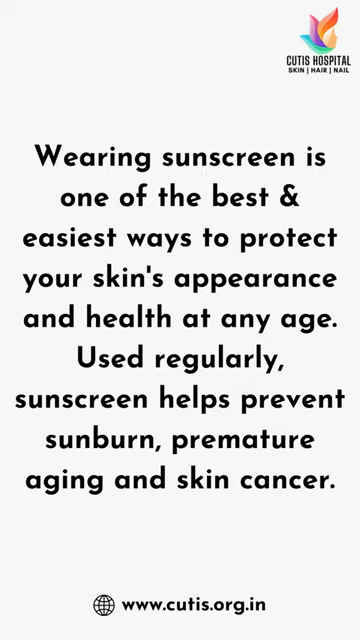 CUTIS HOSPITAL
SKIN | HAIR | NAIL
Wearing sunscreen is
one of the best &
easiest ways to protect
your skin's appearance
and health at any age.
Used regularly,
sunscreen helps prevent
sunburn, premature
aging and skin cancer.
www.cutis.org.in